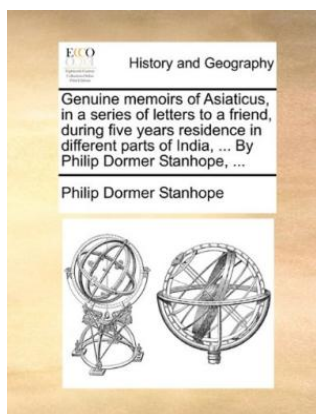 ECCO
History and Geography
Genuine memoirs of Asiaticus,
in a series of letters to a friend,
during five years residence in
different parts of India, ... By
Philip Dormer Stanhope, ...
Philip Dormer Stanhope